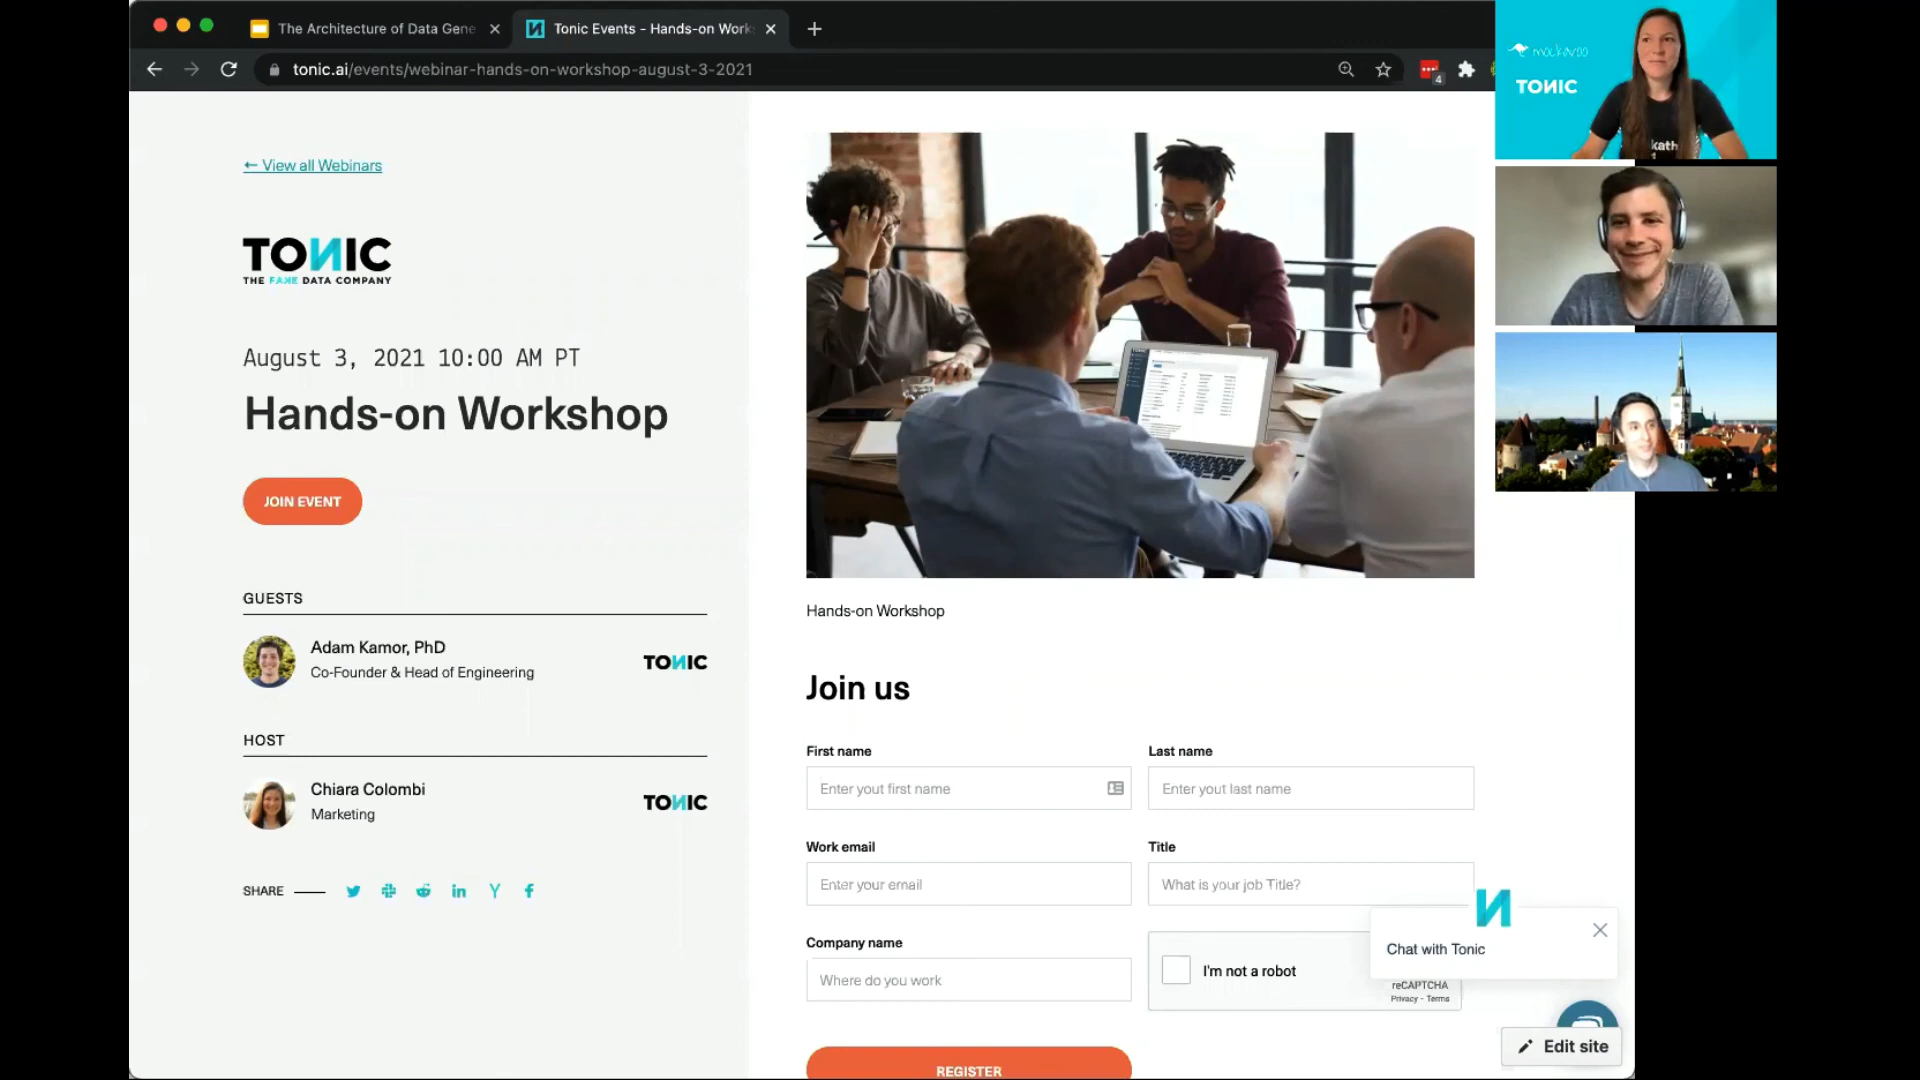 The Architecture of Data Gene
Tonic Events - Hands-on Work
tonic.ai/events/webinar-hands-on-workshop-august-3-2021
4
mockaroo
TONIC
kath
← View all Webinars
TONIC
THE FAKE DATA COMPANY
August 3, 2021 10:00 AM PT
Hands-on Workshop
JOIN EVENT
GUESTS
Adam Kamor, PhD
Co-Founder & Head of Engineering
TONIC
HOST
Chiara Colombi
Marketing
TONIC
SHARE
Hands-on Workshop
Join us
First name
Last name
Enter yout first name
Enter yout last name
Work email
Title
Enter your email
What is your job Title?
Company name
Where do you work
I'm not a robot
reCAPTCHA
Privacy - Terms
Chat with Tonic
Edit site
REGISTER